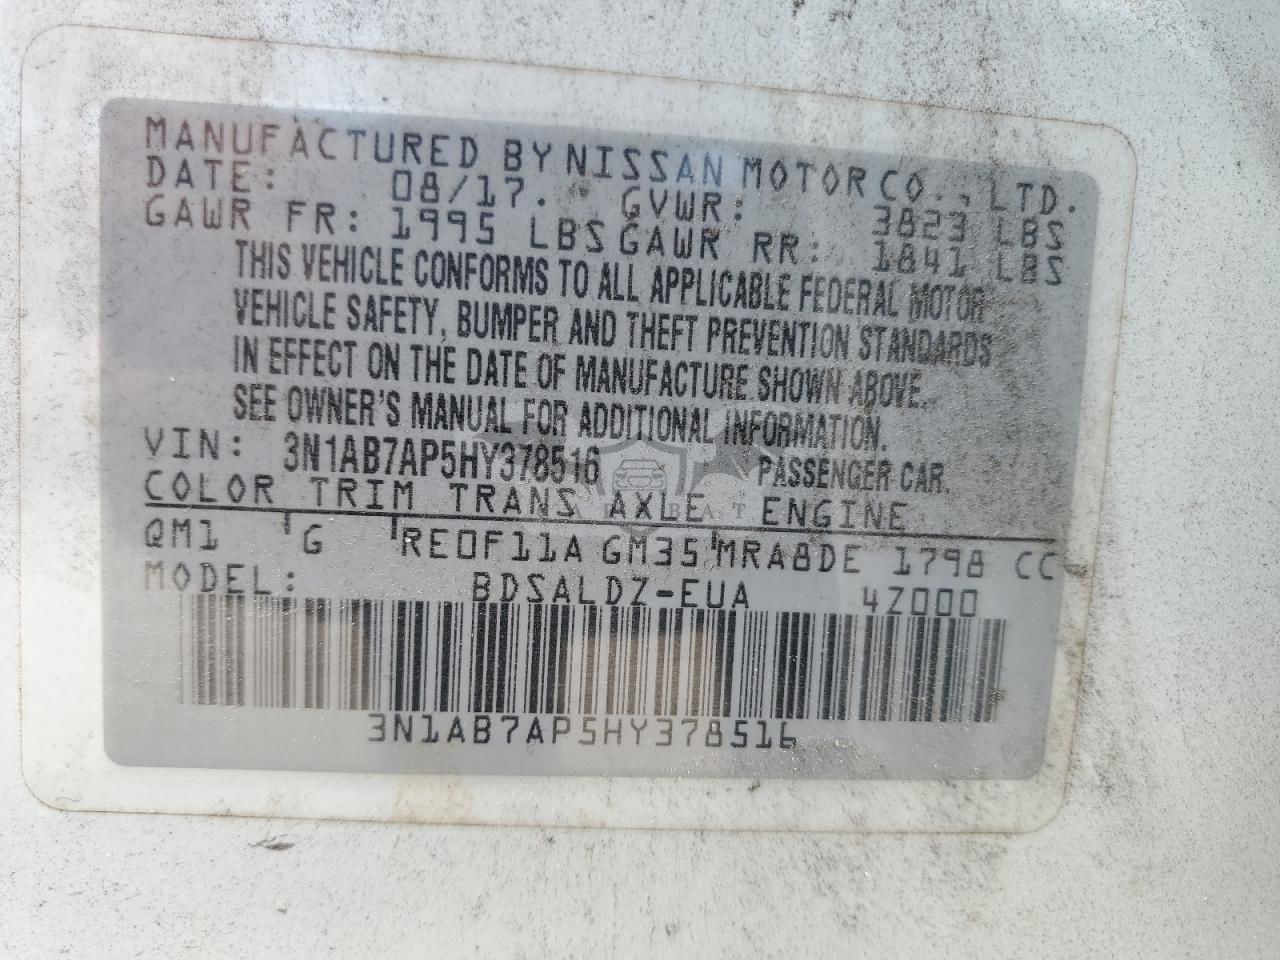 MANUFACTURED BY NISSAN MOTOR CO., LTD.
DATE: 08/17. GVWR: 3823 LBS
GAWR FR: 1995 LBS GAWR RR: 1841 LBS
THIS VEHICLE CONFORMS TO ALL APPLICABLE FEDERAL MOTOR
VEHICLE SAFETY, BUMPER AND THEFT PREVENTION STANDARDS
IN EFFECT ON THE DATE OF MANUFACTURE SHOWN ABOVE.
SEE OWNER'S MANUAL FOR ADDITIONAL INFORMATION.
VIN: 3N1AB7AP5HY378516 PASSENGER CAR.
COLOR TRIM TRANS AXLE ENGINE
QM1 G RE0F11A GM35 MRA8DE 1798 CC
MODEL: BDSALDZ-EUA 4Z000
3N1AB7AP5HY378516